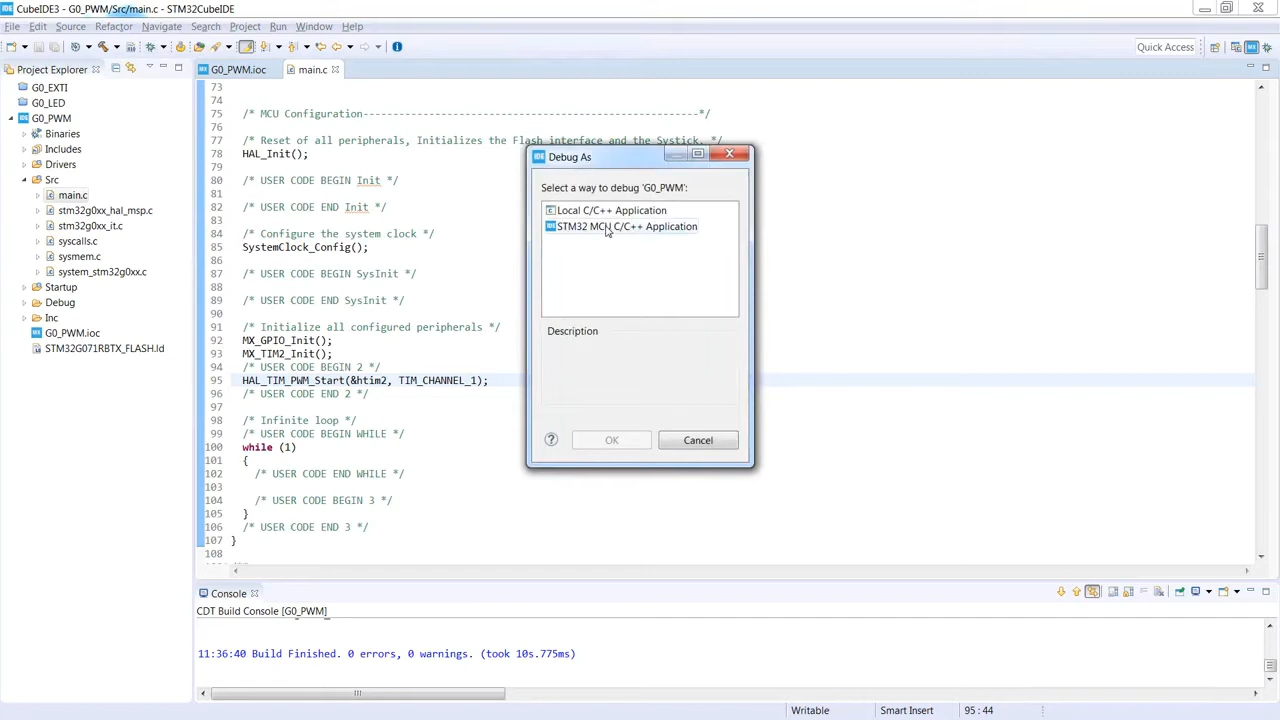 CubeIDE3 - G0_PWM/Src/main.c - STM32CubeIDE
File Edit Source Refactor Navigate Search Project Run Window Help
Quick Access
Project Explorer
G0_PWM.ioc
main.c
G0_EXTI
G0_LED
G0_PWM
Binaries
Includes
Drivers
Src
main.c
stm32g0xx_hal_msp.c
stm32g0xx_it.c
syscalls.c
sysmem.c
system_stm32g0xx.c
Startup
Debug
Inc
G0_PWM.ioc
STM32G071RBTX_FLASH.ld
73
74
75 /* MCU Configuration--------------------------------------------------------*/
76
77 /* Reset of all peripherals, Initializes the Flash interface and the Systick. */
78 HAL_Init();
79
80 /* USER CODE BEGIN Init */
81
82 /* USER CODE END Init */
83
84 /* Configure the system clock */
85 SystemClock_Config();
86
87 /* USER CODE BEGIN SysInit */
88
89 /* USER CODE END SysInit */
90
91 /* Initialize all configured peripherals */
92 MX_GPIO_Init();
93 MX_TIM2_Init();
94 /* USER CODE BEGIN 2 */
95 HAL_TIM_PWM_Start(&htim2, TIM_CHANNEL_1);
96 /* USER CODE END 2 */
97
98 /* Infinite loop */
99 /* USER CODE BEGIN WHILE */
100 while (1)
101 {
102 /* USER CODE END WHILE */
103
104 /* USER CODE BEGIN 3 */
105 }
106 /* USER CODE END 3 */
107 }
108
Debug As
Select a way to debug 'G0_PWM':
Local C/C++ Application
STM32 MCU C/C++ Application
Description
OK
Cancel
Console
CDT Build Console [G0_PWM]
11:36:40 Build Finished. 0 errors, 0 warnings. (took 10s.775ms)
Writable
Smart Insert
95 : 44